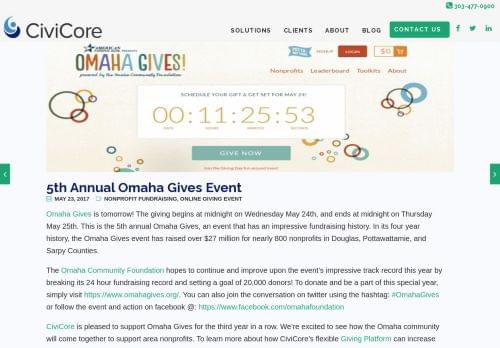 303-477-0900
CiviCore
SOLUTIONS CLIENTS ABOUT BLOG CONTACT US
AMERICAN
OMAHA GIVES!
powered by the Omaha Community Foundation
LOGIN $0
Nonprofits Leaderboard Toolkits About
SCHEDULE YOUR GIFT & GET SET FOR MAY 24!
00:11:25:53
DAYS HOURS MINUTES SECONDS
GIVE NOW
5th Annual Omaha Gives Event
MAY 23, 2017 NONPROFIT FUNDRAISING, ONLINE GIVING EVENT
Omaha Gives is tomorrow! The giving begins at midnight on Wednesday May 24th, and ends at midnight on Thursday
May 25th. This is the 5th annual Omaha Gives, an event that has an impressive fundraising history. In its four year
history, the Omaha Gives event has raised over $27 million for nearly 800 nonprofits in Douglas, Pottawattamie, and
Sarpy Counties.
The Omaha Community Foundation hopes to continue and improve upon the event's impressive track record this year by
breaking its 24 hour fundraising record and setting a goal of 20,000 donors! To donate and be a part of this special year,
simply visit https://www.omahagives.org/. You can also join the conversation on twitter using the hashtag: #OmahaGives
or follow the event and action on facebook @: https://www.facebook.com/omahafoundation
CiviCore is pleased to support Omaha Gives for the third year in a row. We're excited to see how the Omaha community
will come together to support area nonprofits. To learn more about how CiviCore's flexible Giving Platform can increase